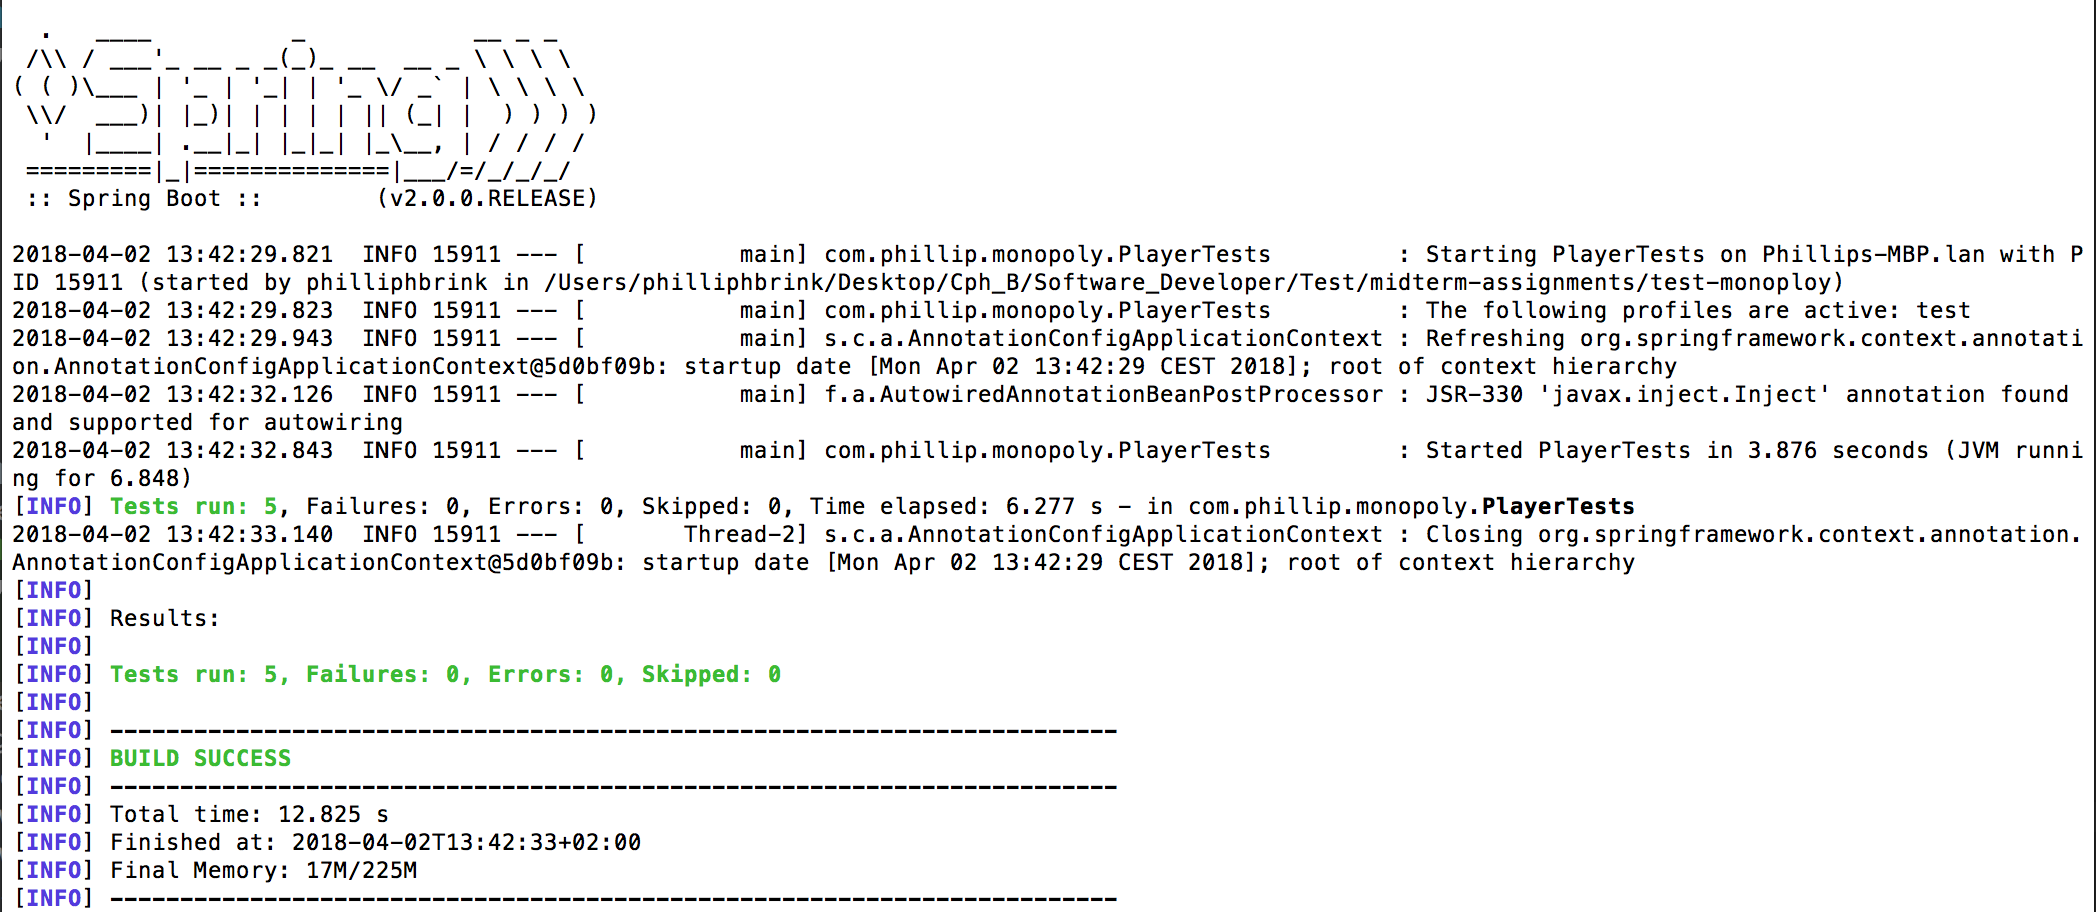 .   ____          _            __ _ _
 /\\ / ___'_ __ _ _(_)_ __  __ _ \ \ \ \
( ( )\___ | '_ | '_| | '_ \/ _` | \ \ \ \
 \\/  ___)| |_)| | | | | || (_| |  ) ) ) )
  '  |____| .__|_| |_|_| |_\__, | / / / /
 =========|_|==============|___/=/_/_/_/
 :: Spring Boot ::        (v2.0.0.RELEASE)

2018-04-02 13:42:29.821  INFO 15911 --- [           main] com.phillip.monopoly.PlayerTests         : Starting PlayerTests on Phillips-MBP.lan with P
ID 15911 (started by philliphbrink in /Users/philliphbrink/Desktop/Cph_B/Software_Developer/Test/midterm-assignments/test-monoploy)
2018-04-02 13:42:29.823  INFO 15911 --- [           main] com.phillip.monopoly.PlayerTests         : The following profiles are active: test
2018-04-02 13:42:29.943  INFO 15911 --- [           main] s.c.a.AnnotationConfigApplicationContext : Refreshing org.springframework.context.annotati
on.AnnotationConfigApplicationContext@5d0bf09b: startup date [Mon Apr 02 13:42:29 CEST 2018]; root of context hierarchy
2018-04-02 13:42:32.126  INFO 15911 --- [           main] f.a.AutowiredAnnotationBeanPostProcessor : JSR-330 'javax.inject.Inject' annotation found
and supported for autowiring
2018-04-02 13:42:32.843  INFO 15911 --- [           main] com.phillip.monopoly.PlayerTests         : Started PlayerTests in 3.876 seconds (JVM runni
ng for 6.848)
[INFO] Tests run: 5, Failures: 0, Errors: 0, Skipped: 0, Time elapsed: 6.277 s - in com.phillip.monopoly.PlayerTests
2018-04-02 13:42:33.140  INFO 15911 --- [       Thread-2] s.c.a.AnnotationConfigApplicationContext : Closing org.springframework.context.annotation.
AnnotationConfigApplicationContext@5d0bf09b: startup date [Mon Apr 02 13:42:29 CEST 2018]; root of context hierarchy
[INFO]
[INFO] Results:
[INFO]
[INFO] Tests run: 5, Failures: 0, Errors: 0, Skipped: 0
[INFO]
[INFO] ------------------------------------------------------------------------
[INFO] BUILD SUCCESS
[INFO] ------------------------------------------------------------------------
[INFO] Total time: 12.825 s
[INFO] Finished at: 2018-04-02T13:42:33+02:00
[INFO] Final Memory: 17M/225M
[INFO] ------------------------------------------------------------------------